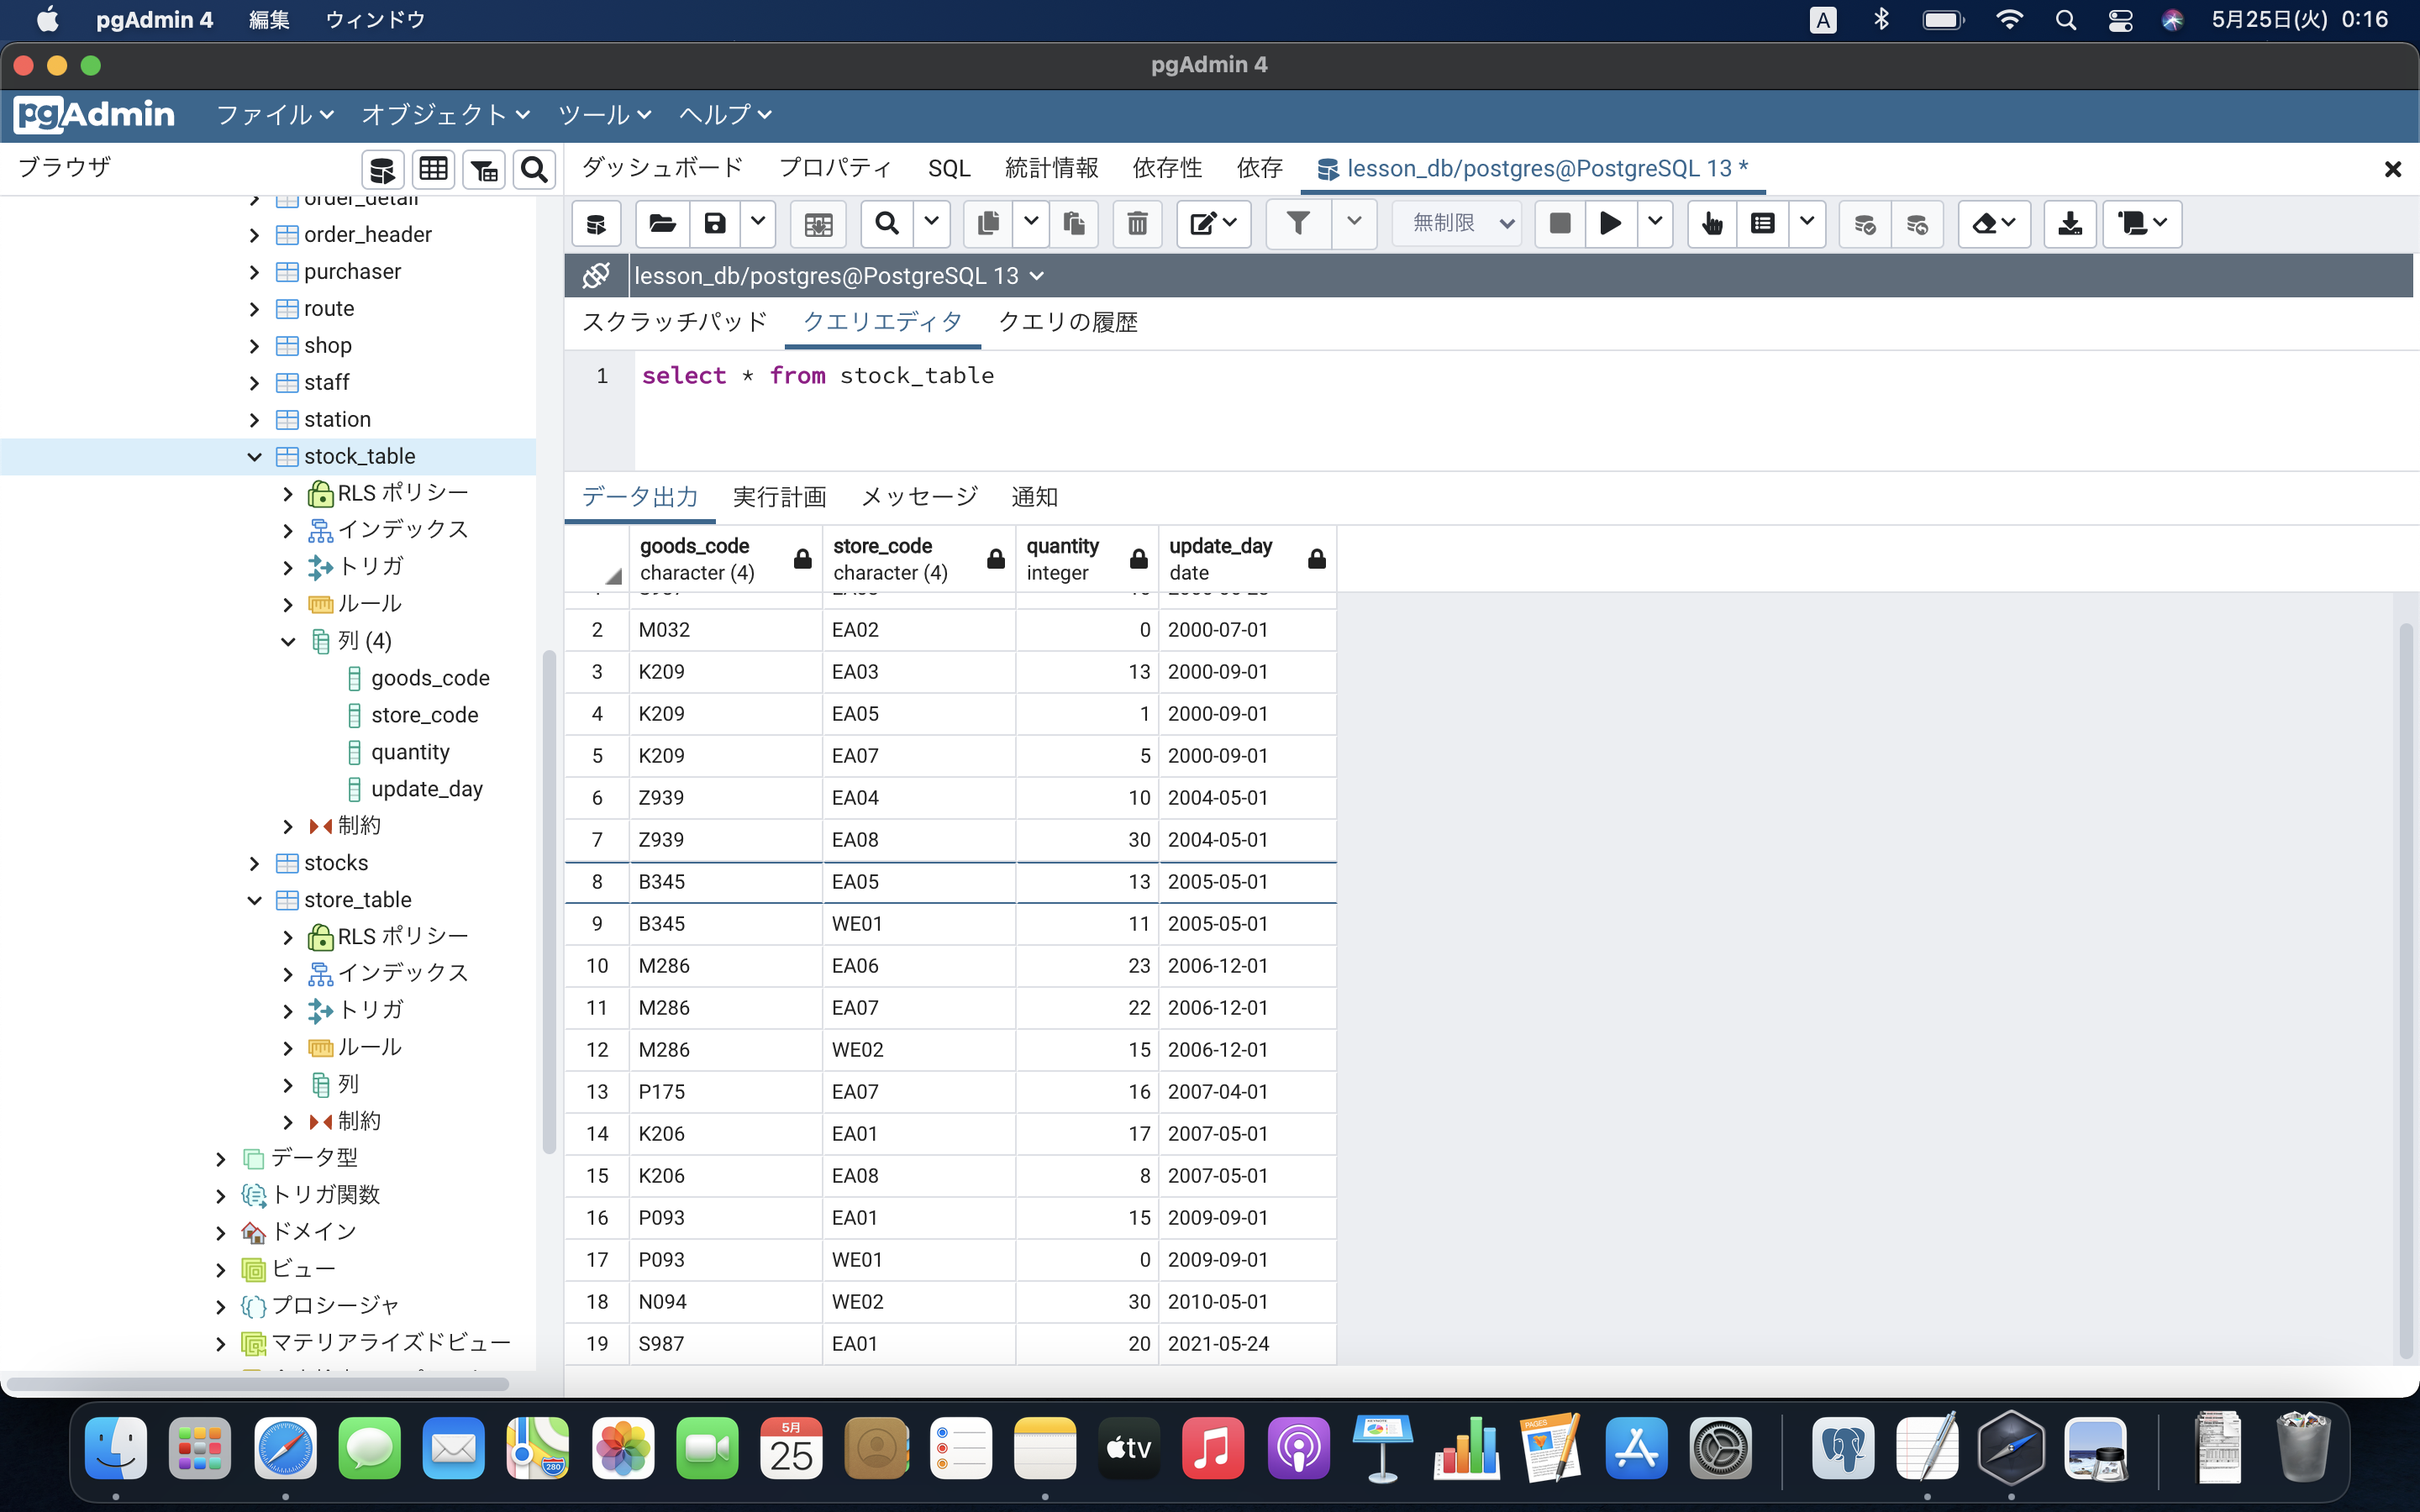 pgAdmin 4 編集 ウィンドウ A 5月25日(火) 0:16
pgAdmin 4
pgAdmin ファイル オブジェクト ツール ヘルプ
ブラウザ
order_detail
order_header
purchaser
route
shop
staff
station
stock_table
RLS ポリシー
インデックス
トリガ
ルール
列 (4)
goods_code
store_code
quantity
update_day
制約
stocks
store_table
RLS ポリシー
インデックス
トリガ
ルール
列
制約
データ型
トリガ関数
ドメイン
ビュー
プロシージャ
マテリアライズドビュー
ダッシュボード プロパティ SQL 統計情報 依存性 依存 lesson_db/postgres@PostgreSQL 13 *
無制限
lesson_db/postgres@PostgreSQL 13
スクラッチパッド クエリエディタ クエリの履歴
1 select * from stock_table
データ出力 実行計画 メッセージ 通知
goods_code store_code quantity update_day
character (4) character (4) integer date
2 M032 EA02 0 2000-07-01
3 K209 EA03 13 2000-09-01
4 K209 EA05 1 2000-09-01
5 K209 EA07 5 2000-09-01
6 Z939 EA04 10 2004-05-01
7 Z939 EA08 30 2004-05-01
8 B345 EA05 13 2005-05-01
9 B345 WE01 11 2005-05-01
10 M286 EA06 23 2006-12-01
11 M286 EA07 22 2006-12-01
12 M286 WE02 15 2006-12-01
13 P175 EA07 16 2007-04-01
14 K206 EA01 17 2007-05-01
15 K206 EA08 8 2007-05-01
16 P093 EA01 15 2009-09-01
17 P093 WE01 0 2009-09-01
18 N094 WE02 30 2010-05-01
19 S987 EA01 20 2021-05-24
280
5月
25
tv
PAGES